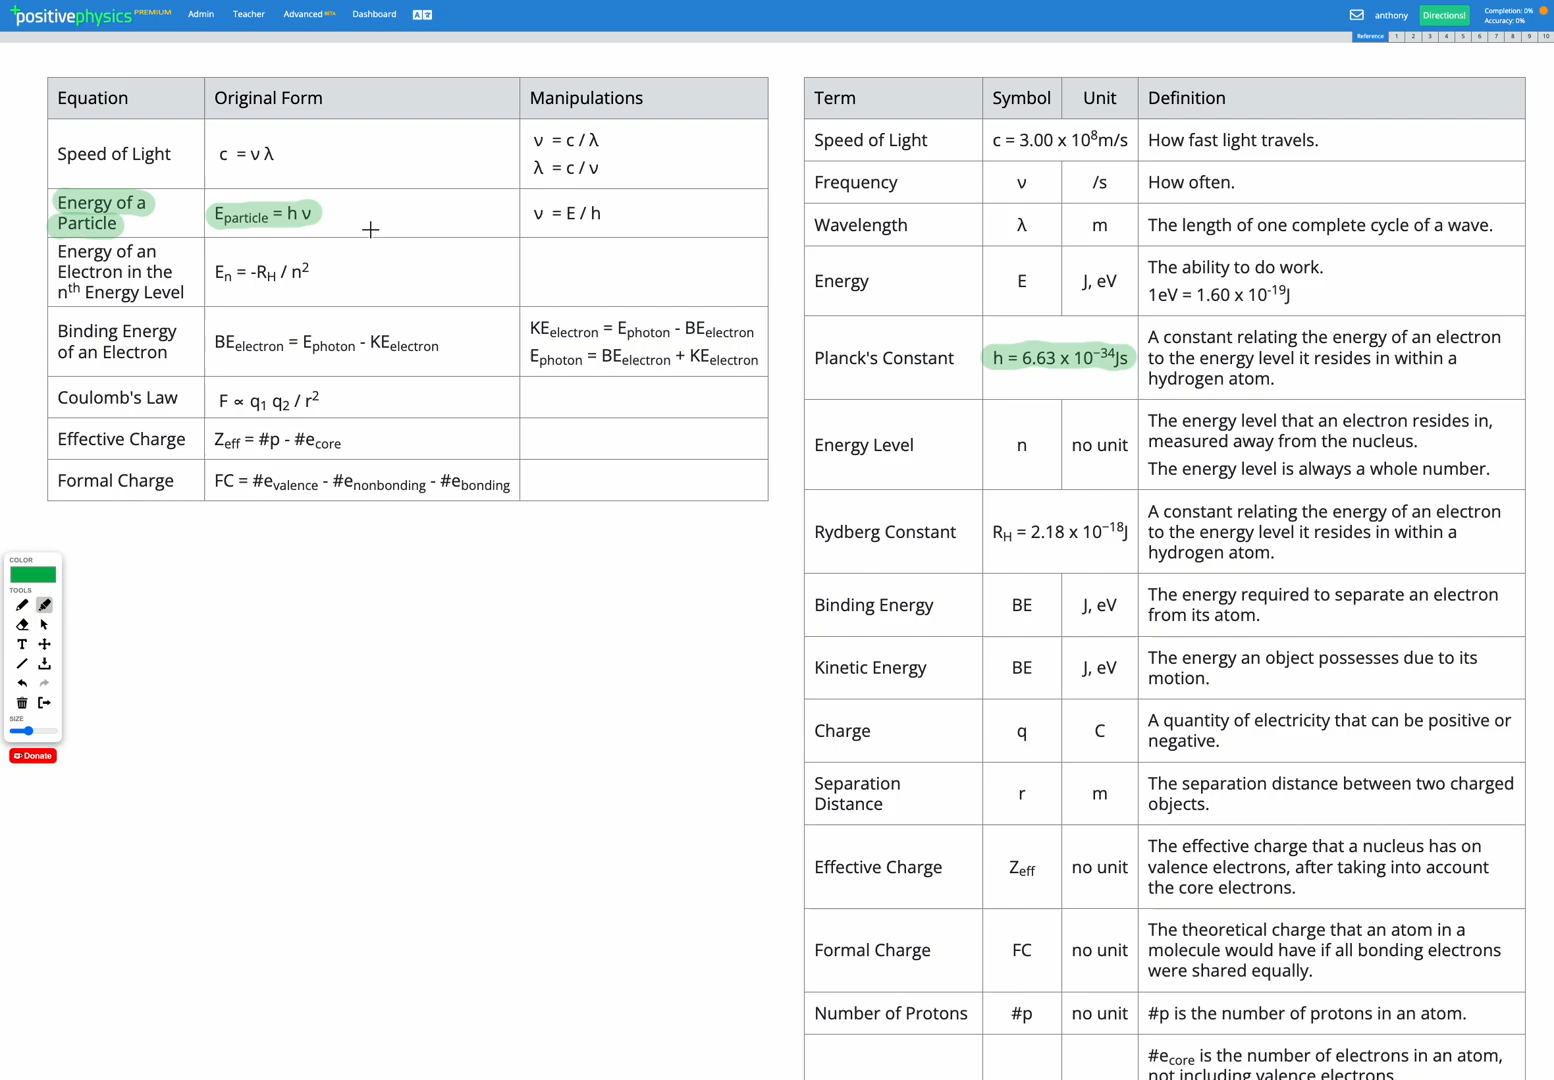 +positivephysics PREMIUM
Admin
Teacher
Advanced BETA
Dashboard
anthony
Directions!
Completion: 0%
Accuracy: 0%
Reference 1 2 3 4 5 6 7 8 9 10
Equation Original Form Manipulations
Speed of Light c = ν λ
ν = c / λ
λ = c / ν
Energy of a
Particle
E particle = h ν
ν = E / h
Energy of an
Electron in the
nth Energy Level
En = -RH / n²
Binding Energy
of an Electron
BEelectron = Ephoton - KEelectron
KEelectron = Ephoton - BEelectron
Ephoton = BEelectron + KEelectron
Coulomb's Law F ∝ q1 q2 / r²
Effective Charge Zeff = #p - #ecore
Formal Charge FC = #evalence - #enonbonding - #ebonding
COLOR
TOOLS
T
SIZE
Donate
Term Symbol Unit Definition
Speed of Light c = 3.00 x 10⁸m/s How fast light travels.
Frequency ν /s How often.
Wavelength λ m The length of one complete cycle of a wave.
Energy E J, eV
The ability to do work.
1eV = 1.60 x 10⁻¹⁹J
Planck's Constant h = 6.63 x 10⁻³⁴Js
A constant relating the energy of an electron
to the energy level it resides in within a
hydrogen atom.
Energy Level n no unit
The energy level that an electron resides in,
measured away from the nucleus.
The energy level is always a whole number.
Rydberg Constant RH = 2.18 x 10⁻¹⁸J
A constant relating the energy of an electron
to the energy level it resides in within a
hydrogen atom.
Binding Energy BE J, eV
The energy required to separate an electron
from its atom.
Kinetic Energy BE J, eV
The energy an object possesses due to its
motion.
Charge q C
A quantity of electricity that can be positive or
negative.
Separation
Distance
r m
The separation distance between two charged
objects.
Effective Charge Zeff no unit
The effective charge that a nucleus has on
valence electrons, after taking into account
the core electrons.
Formal Charge FC no unit
The theoretical charge that an atom in a
molecule would have if all bonding electrons
were shared equally.
Number of Protons #p no unit #p is the number of protons in an atom.
#ecore is the number of electrons in an atom,
not including valence electrons.